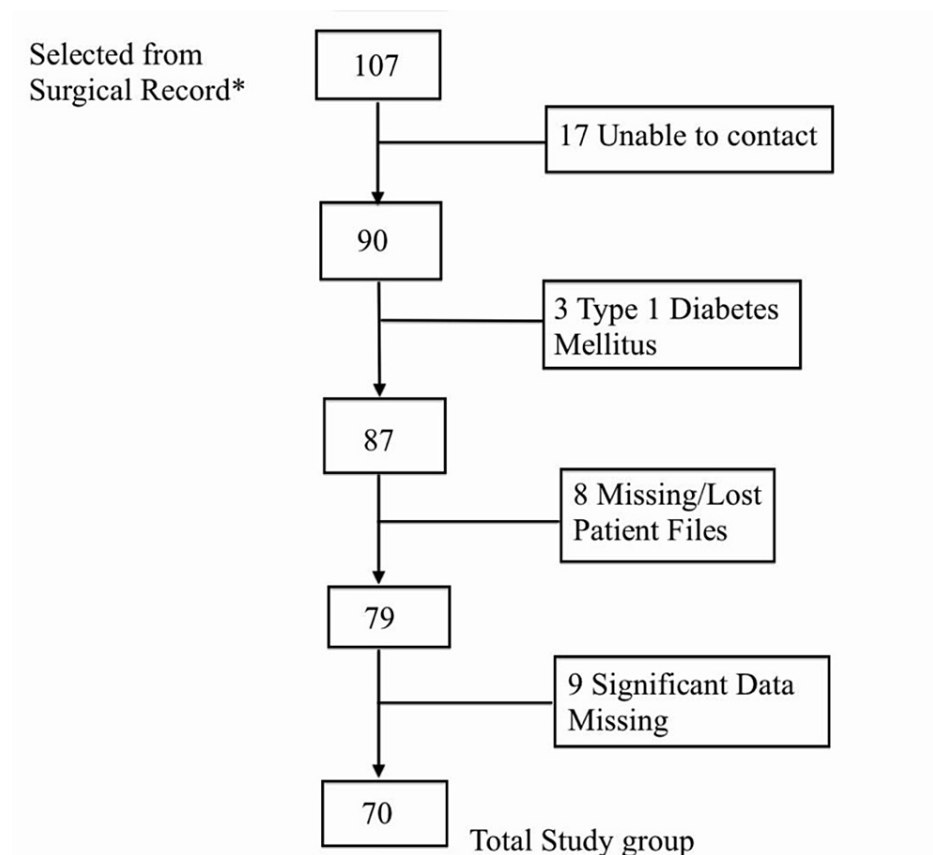 Selected from
Surgical Record*
107
17 Unable to contact
90
3 Type 1 Diabetes
Mellitus
87
8 Missing/Lost
Patient Files
79
9 Significant Data
Missing
70
Total Study group